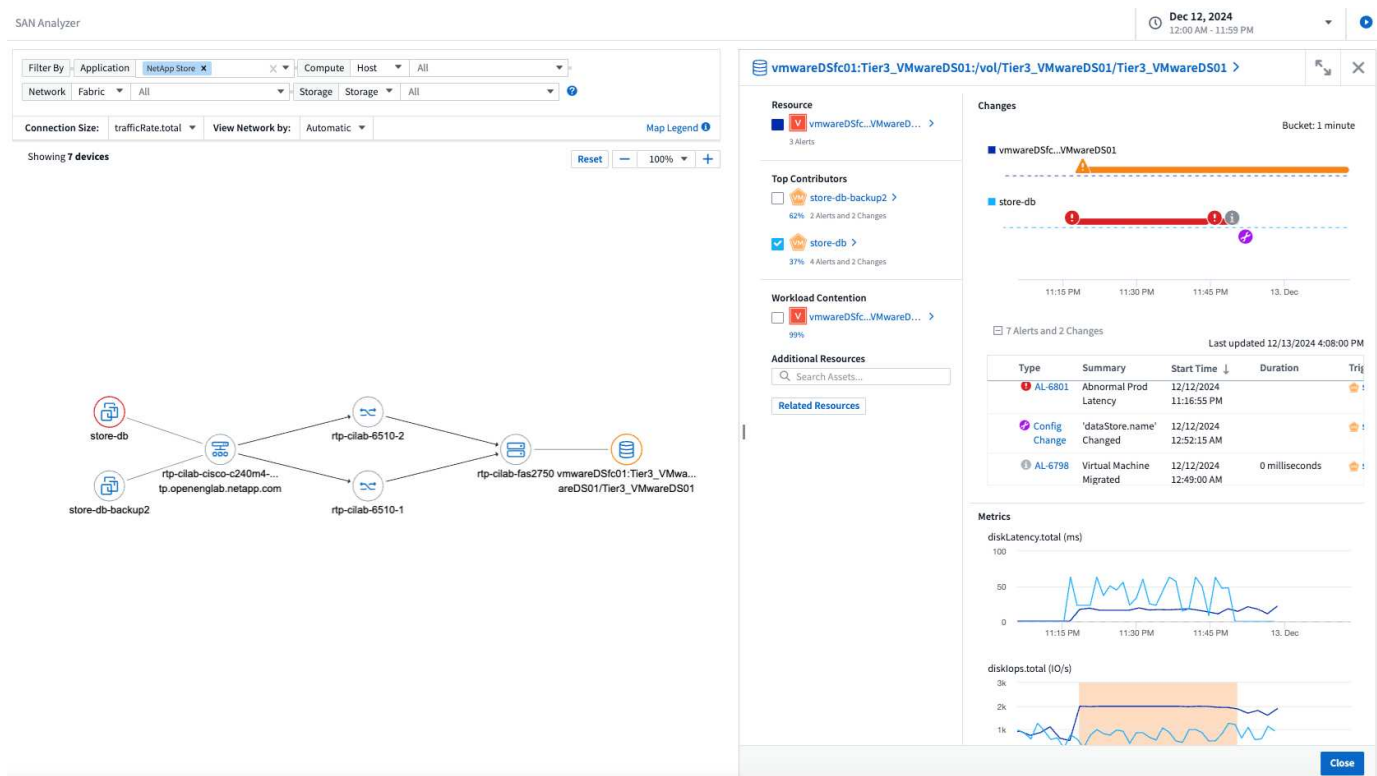 SAN Analyzer
Dec 12, 2024
12:00 AM - 11:59 PM
Filter By Application NetApp Store × × Compute Host All
Network Fabric All Storage Storage All ?
Connection Size: trafficRate.total View Network by: Automatic Map Legend i
Showing 7 devices
Reset − 100% +
store-db
store-db-backup2
rtp-cilab-cisco-c240m4-...
tp.openenglab.netapp.com
rtp-cilab-6510-2
rtp-cilab-6510-1
rtp-cilab-fas2750
vmwareDSfc01:Tier3_VMwa...
areDS01/Tier3_VMwareDS01
vmwareDSfc01:Tier3_VMwareDS01:/vol/Tier3_VMwareDS01/Tier3_VMwareDS01 >
Resource
V vmwareDSfc...VMwareD... >
3 Alerts
Top Contributors
VM store-db-backup2 >
62% 2 Alerts and 2 Changes
VM store-db >
37% 4 Alerts and 2 Changes
Workload Contention
V vmwareDSfc...VMwareD... >
99%
Additional Resources
Search Assets...
Related Resources
Changes
Bucket: 1 minute
vmwareDSfc...VMwareDS01
store-db
11:15 PM 11:30 PM 11:45 PM 13. Dec
7 Alerts and 2 Changes
Last updated 12/13/2024 4:08:00 PM
Type Summary Start Time ↓ Duration Trig
AL-6801 Abnormal Prod 12/12/2024
Latency 11:16:55 PM
Config 'dataStore.name' 12/12/2024
Change Changed 12:52:15 AM
AL-6798 Virtual Machine 12/12/2024 0 milliseconds
Migrated 12:49:00 AM
Metrics
diskLatency.total (ms)
100
50
0
11:15 PM 11:30 PM 11:45 PM 13. Dec
diskIops.total (IO/s)
3k
2k
1k
Close